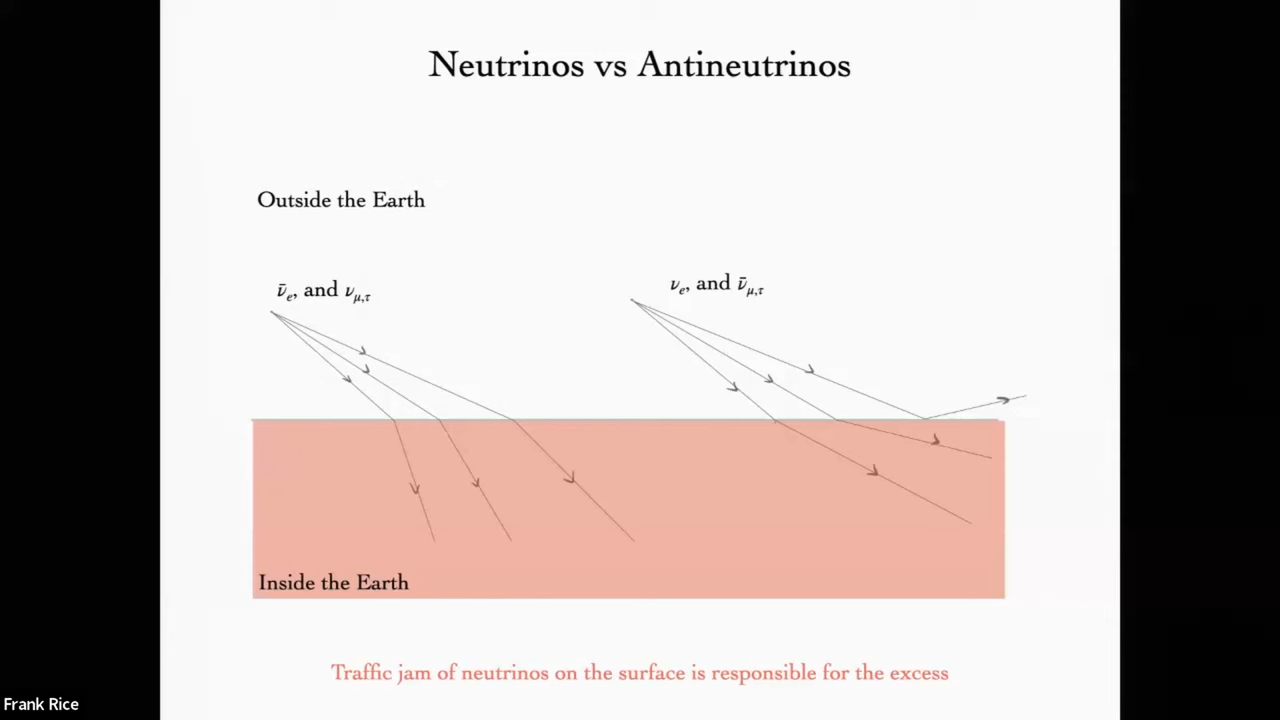 Neutrinos vs Antineutrinos
Outside the Earth
ν̄ₑ, and ν_μ,τ
νₑ, and ν̄_μ,τ
Inside the Earth
Traffic jam of neutrinos on the surface is responsible for the excess
Frank Rice